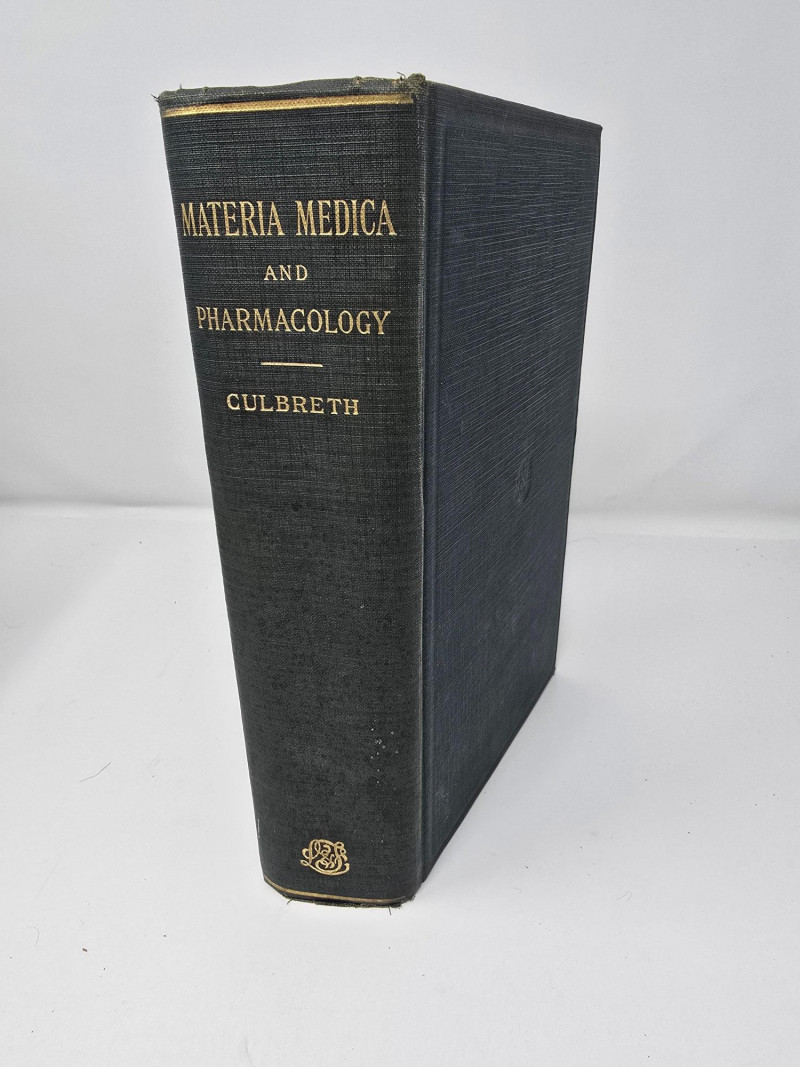 MATERIA MEDICA
AND
PHARMACOLOGY
CULBRETH